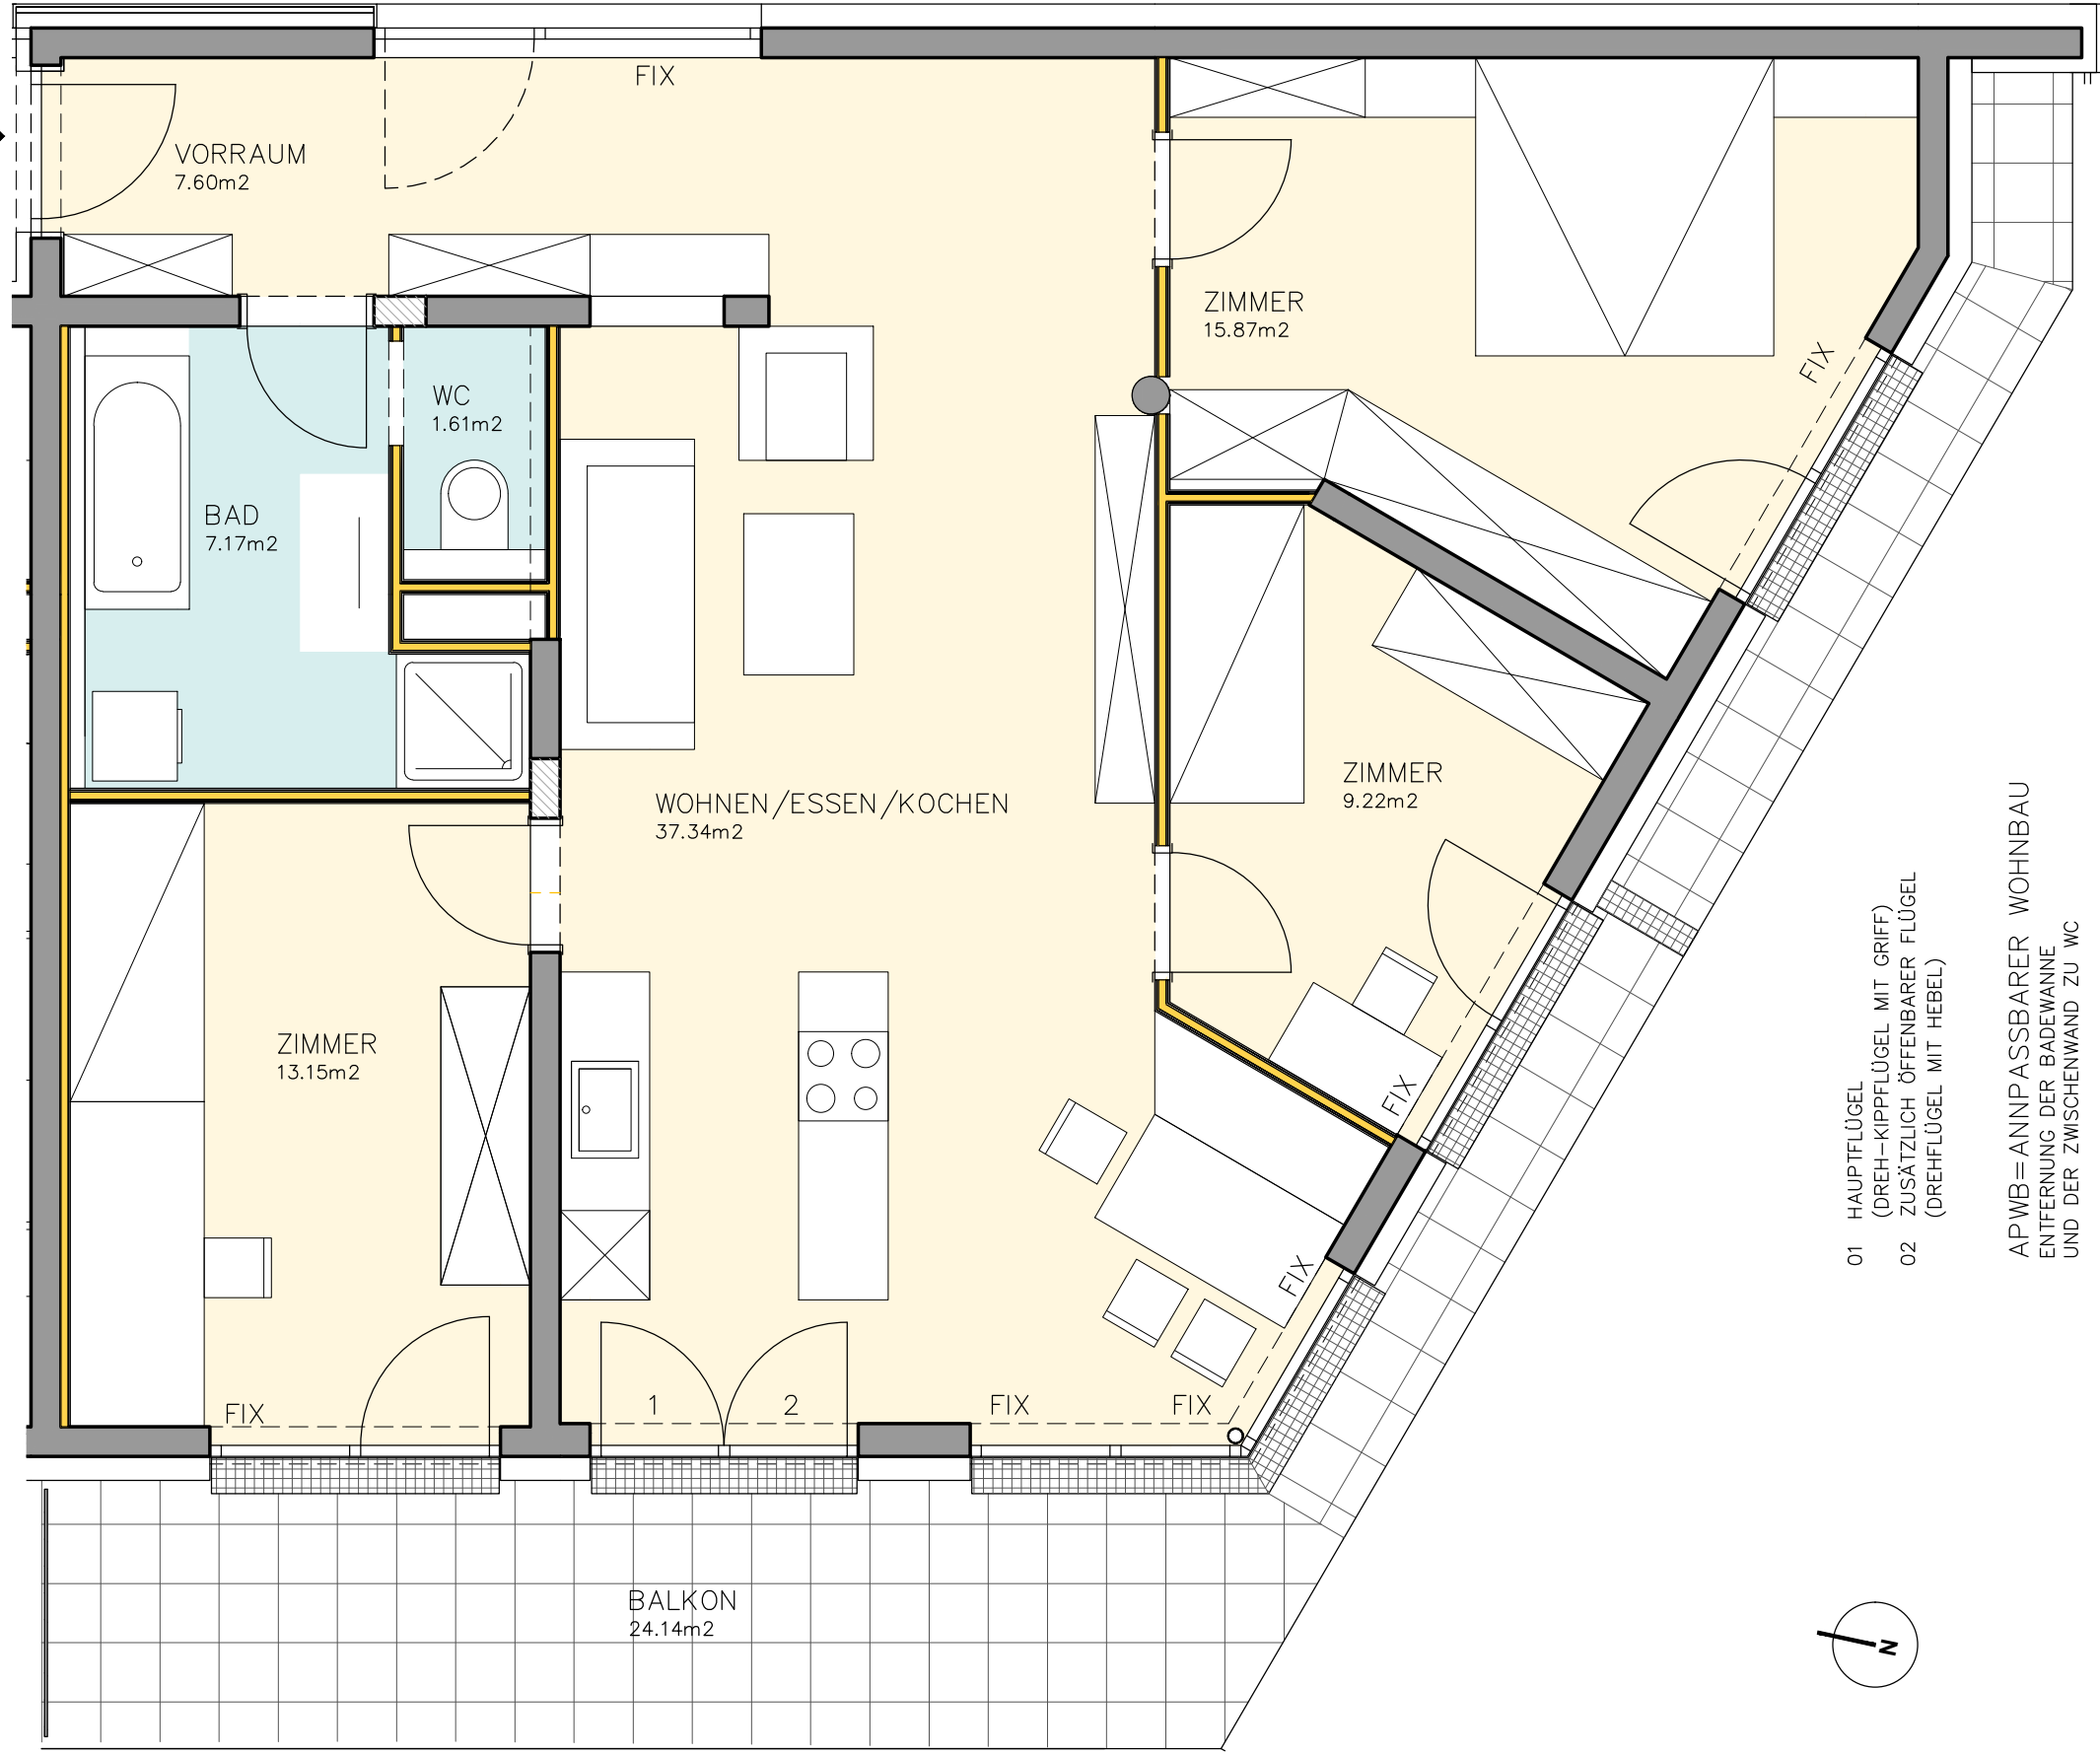 FIX
VORRAUM
7.60m2
ZIMMER
15.87m2
FIX
WC
1.61m2
BAD
7.17m2
ZIMMER
9.22m2
WOHNEN/ESSEN/KOCHEN
37.34m2
ZIMMER
13.15m2
FIX
FIX
FIX
1
2
FIX
FIX
BALKON
24.14m2
01 HAUPTFLÜGEL
(DREH-KIPPFLÜGEL MIT GRIFF)
02 ZUSÄTZLICH ÖFFENBARER FLÜGEL
(DREHFLÜGEL MIT HEBEL)
APWB=ANNPASSBARER WOHNBAU
ENTFERNUNG DER BADEWANNE
UND DER ZWISCHENWAND ZU WC
N